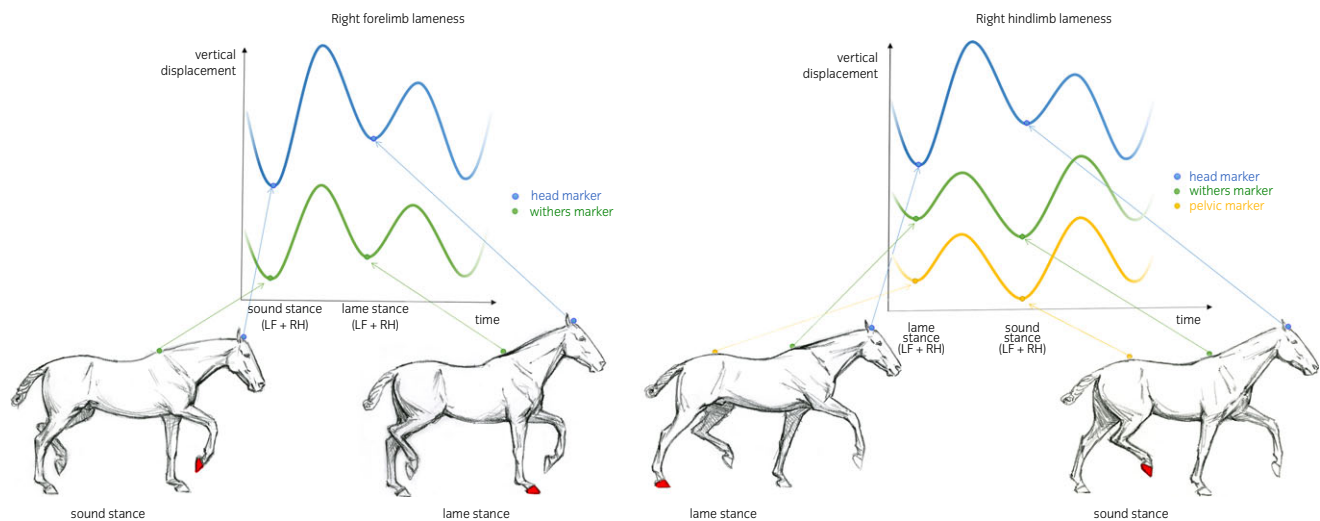 Right forelimb lameness
vertical
displacement
head marker
withers marker
sound stance
(LF + RH)
lame stance
(LF + RH)
time
sound stance
lame stance
Right hindlimb lameness
vertical
displacement
head marker
withers marker
pelvic marker
lame
stance
(LF + RH)
sound
stance
(LF + RH)
time
lame stance
sound stance